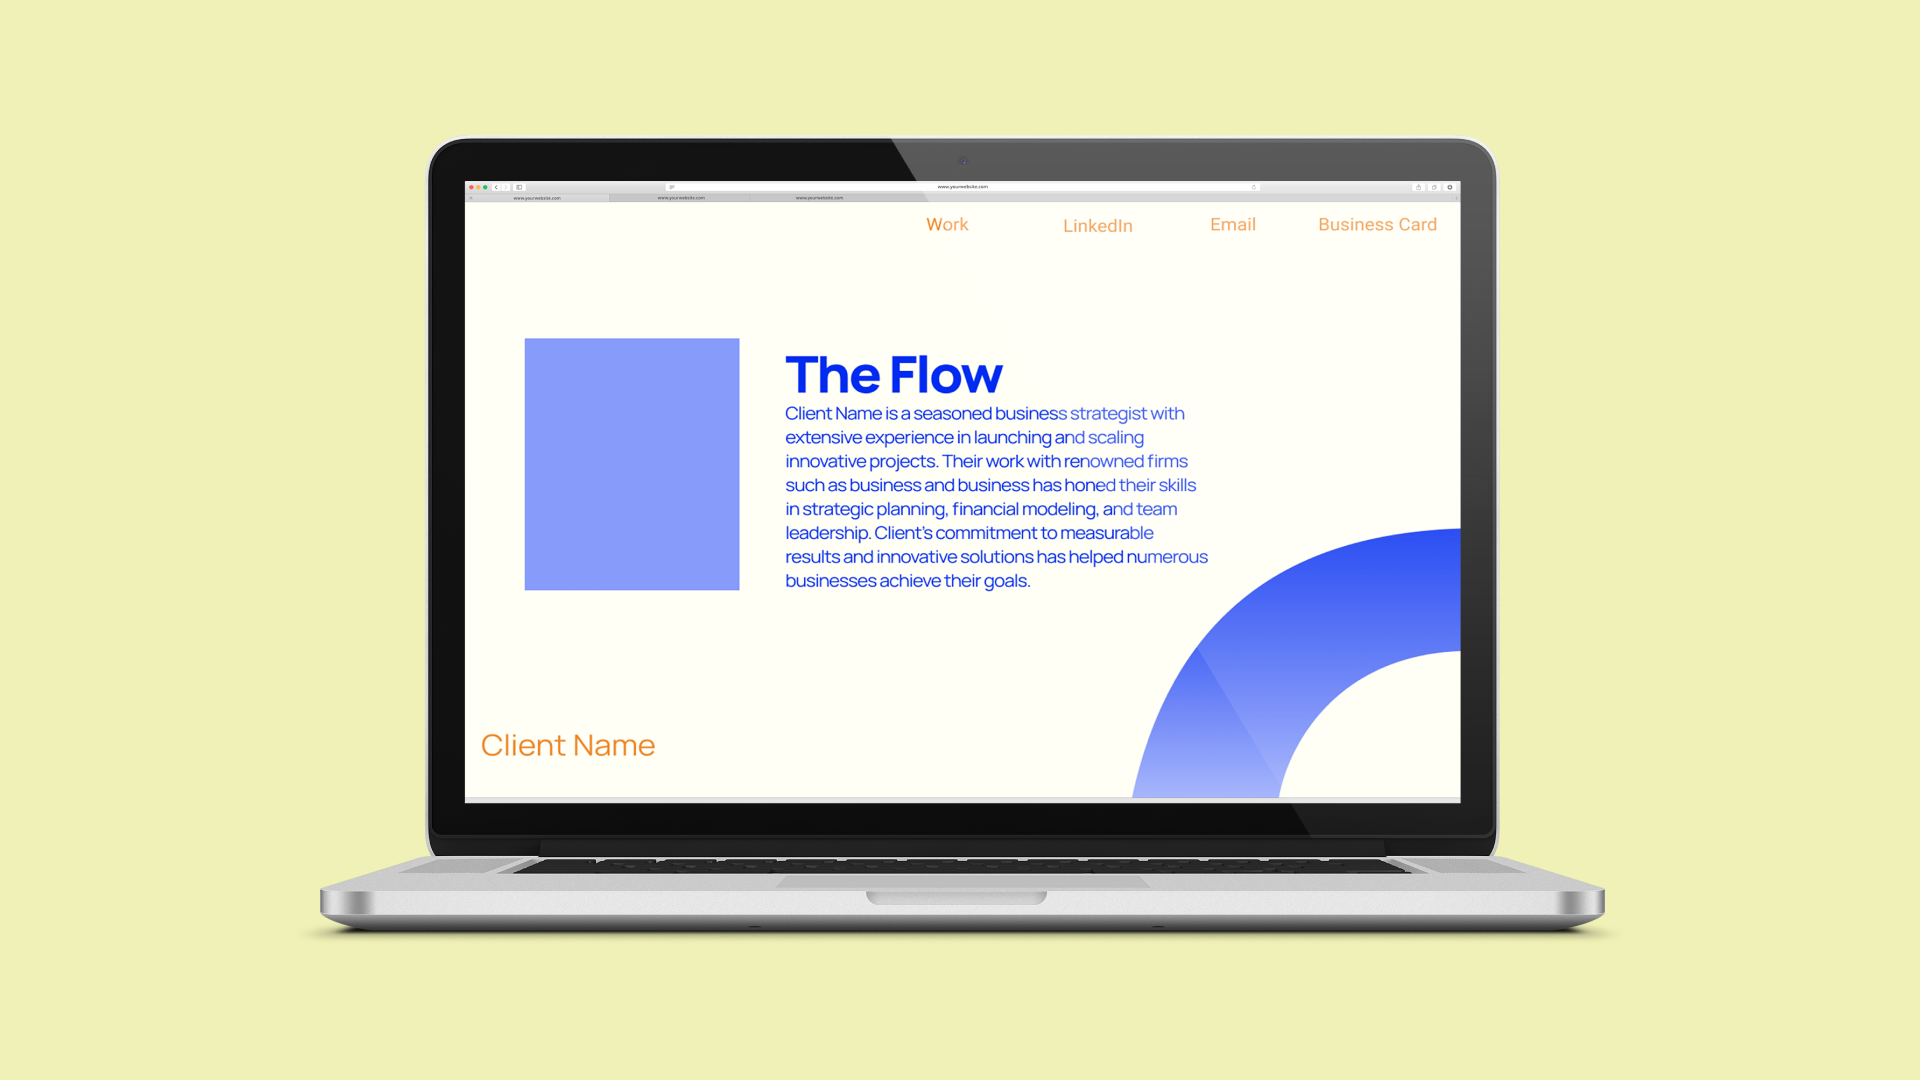 www.yourwebsite.com
www.yourwebsite.com
www.yourwebsite.com
www.yourwebsite.com
Work
LinkedIn
Email
Business Card
The Flow
Client Name is a seasoned business strategist with
extensive experience in launching and scaling
innovative projects. Their work with renowned firms
such as business and business has honed their skills
in strategic planning, financial modeling, and team
leadership. Client’s commitment to measurable
results and innovative solutions has helped numerous
businesses achieve their goals.
Client Name